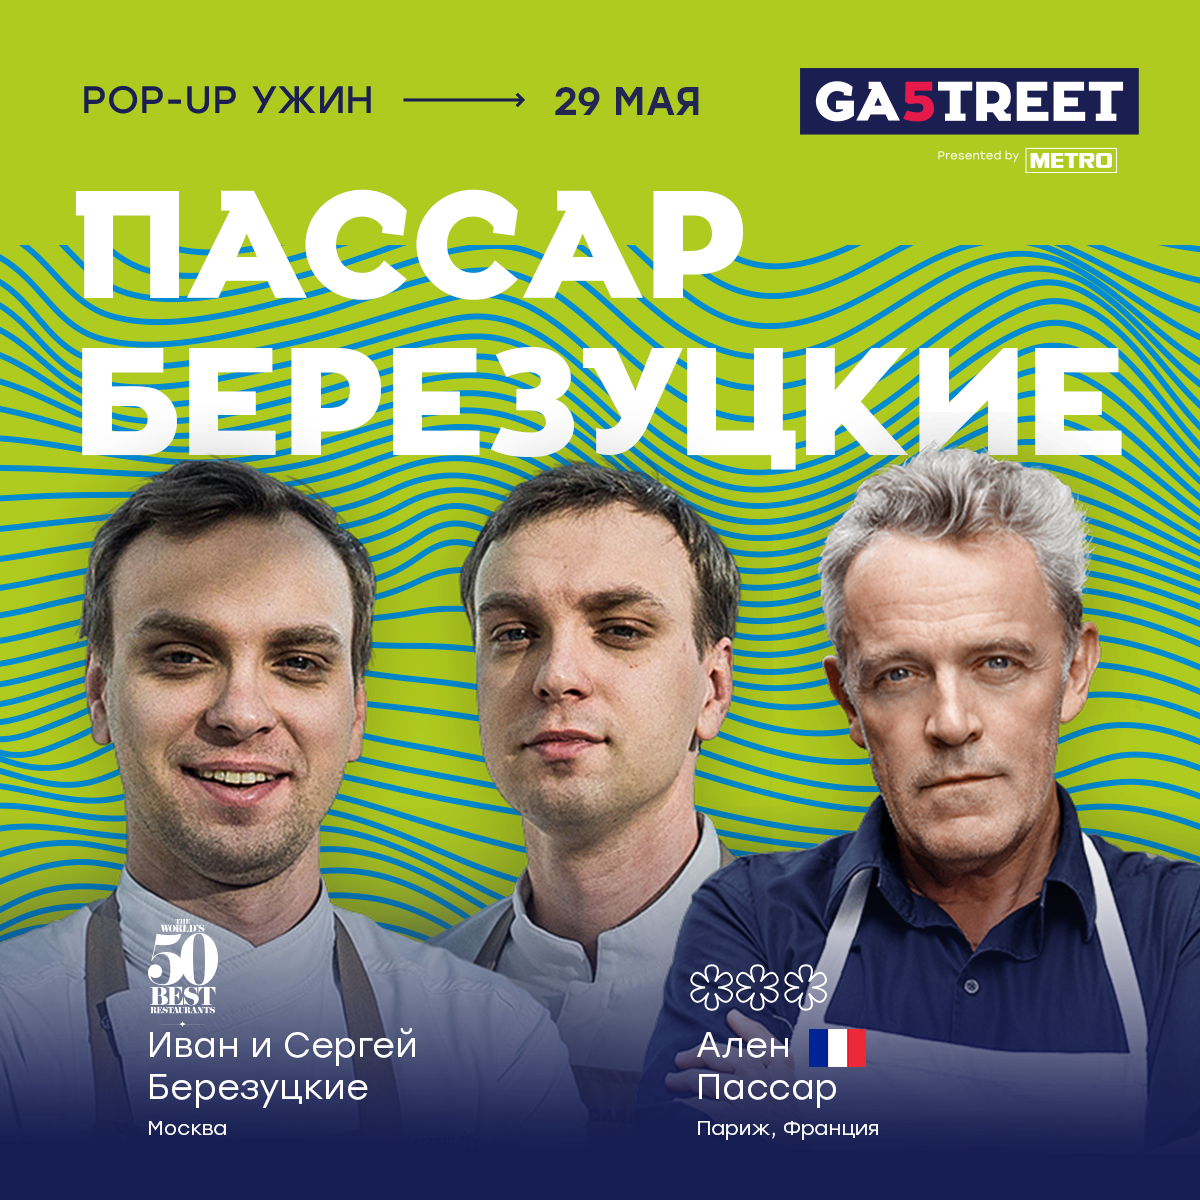 POP-UP УЖИН
29 МАЯ
GA5TREET
Presented by METRO
ПАССАР
БЕРЕЗУЦКИЕ
THE
WORLD'S
50
BEST
RESTAURANTS
Иван и Сергей
Березуцкие
Москва
Ален
Пассар
Париж, Франция